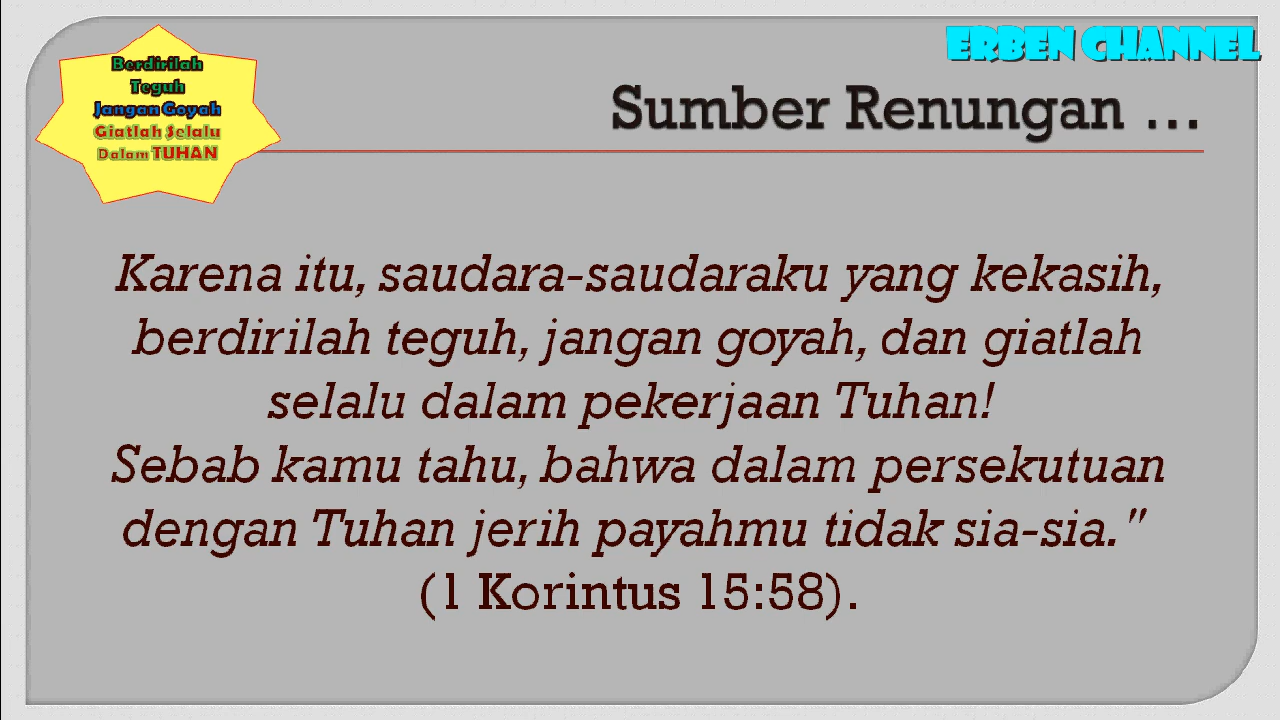 Berdirilah
Teguh
Jangan Goyah
Giatlah Selalu
Dalam TUHAN
ERBEN CHANNEL
Sumber Renungan ...
Karena itu, saudara-saudaraku yang kekasih,
berdirilah teguh, jangan goyah, dan giatlah
selalu dalam pekerjaan Tuhan!
Sebab kamu tahu, bahwa dalam persekutuan
dengan Tuhan jerih payahmu tidak sia-sia."
(1 Korintus 15:58).